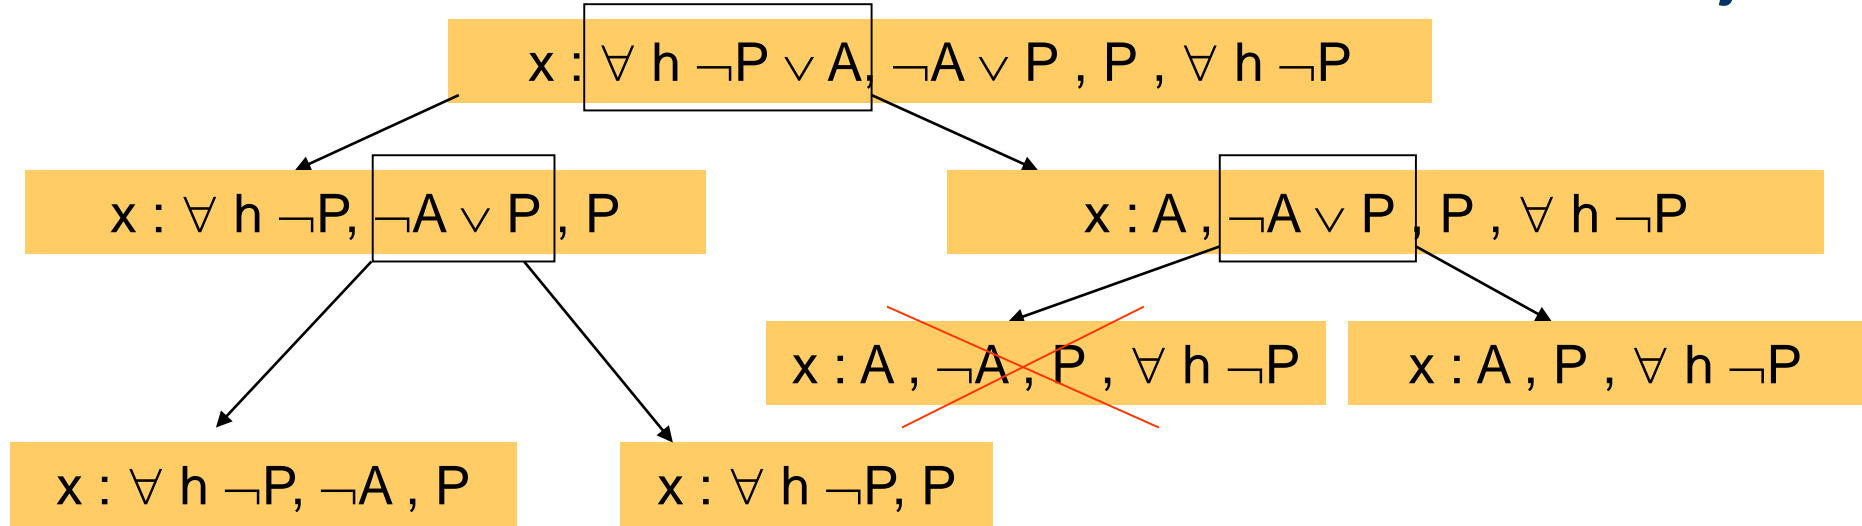 x : ∀ h ¬P ∨ A, ¬A ∨ P , P , ∀ h ¬P
x : ∀ h ¬P, ¬A ∨ P , P
x : A , ¬A ∨ P , P , ∀ h ¬P
x : A , ¬A , P , ∀ h ¬P
x : A , P , ∀ h ¬P
x : ∀ h ¬P, ¬A , P
x : ∀ h ¬P, P